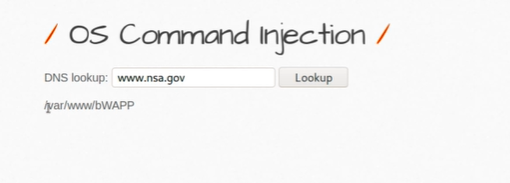 / OS Command Injection /
DNS lookup: www.nsa.gov Lookup
/var/www/bWAPP